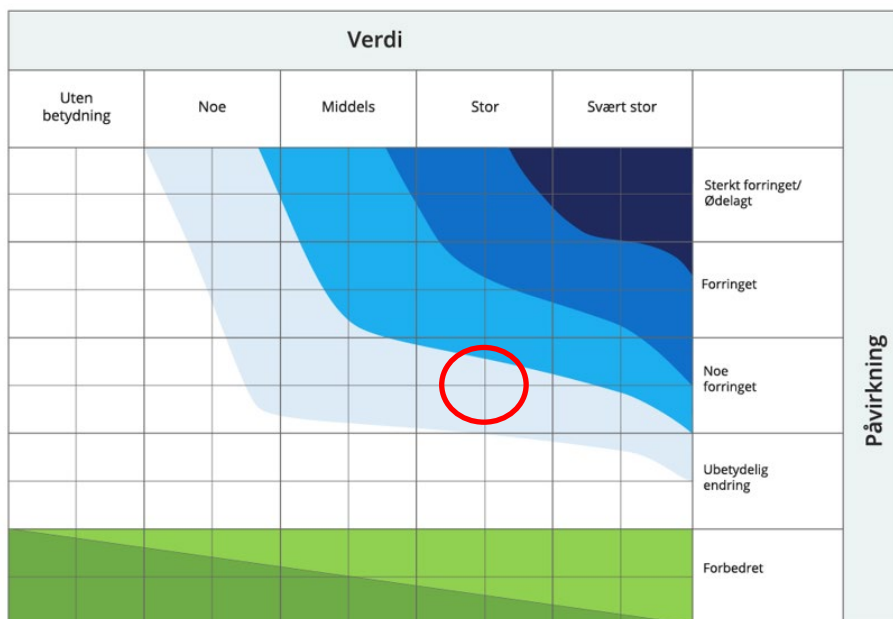 Verdi
Uten
betydning
Noe
Middels
Stor
Svært stor
Sterkt forringet/
Ødelagt
Forringet
Noe
forringet
Ubetydelig
endring
Forbedret
Påvirkning